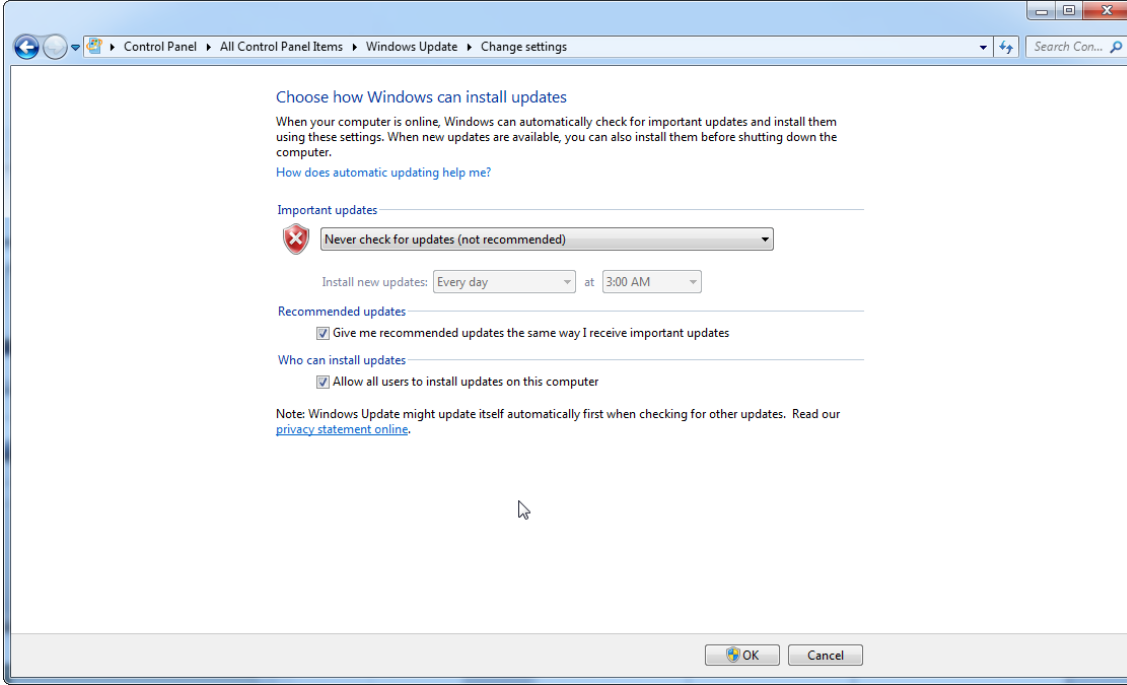 Control Panel All Control Panel Items Windows Update Change settings
Search Con...
Choose how Windows can install updates
When your computer is online, Windows can automatically check for important updates and install them
using these settings. When new updates are available, you can also install them before shutting down the
computer.
How does automatic updating help me?
Important updates
Never check for updates (not recommended)
Install new updates: Every day at 3:00 AM
Recommended updates
Give me recommended updates the same way I receive important updates
Who can install updates
Allow all users to install updates on this computer
Note: Windows Update might update itself automatically first when checking for other updates. Read our
privacy statement online.
OK Cancel